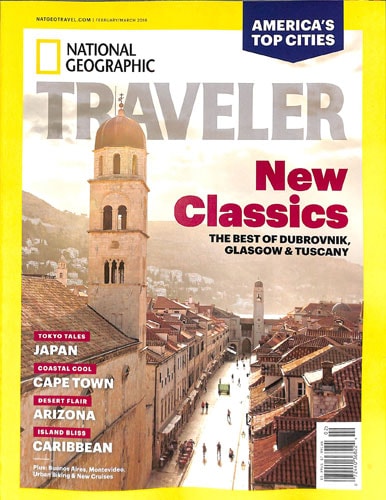 NATGEOTRAVEL.COM | FEBRUARY/MARCH 2018
AMERICA'S
TOP CITIES
NATIONAL
GEOGRAPHIC
TRAVELER
New
Classics
THE BEST OF DUBROVNIK,
GLASGOW & TUSCANY
TOKYO TALES
JAPAN
COASTAL COOL
CAPE TOWN
DESERT FLAIR
ARIZONA
ISLAND BLISS
CARIBBEAN
Plus: Buenos Aires, Montevideo,
Urban Biking & New Cruises